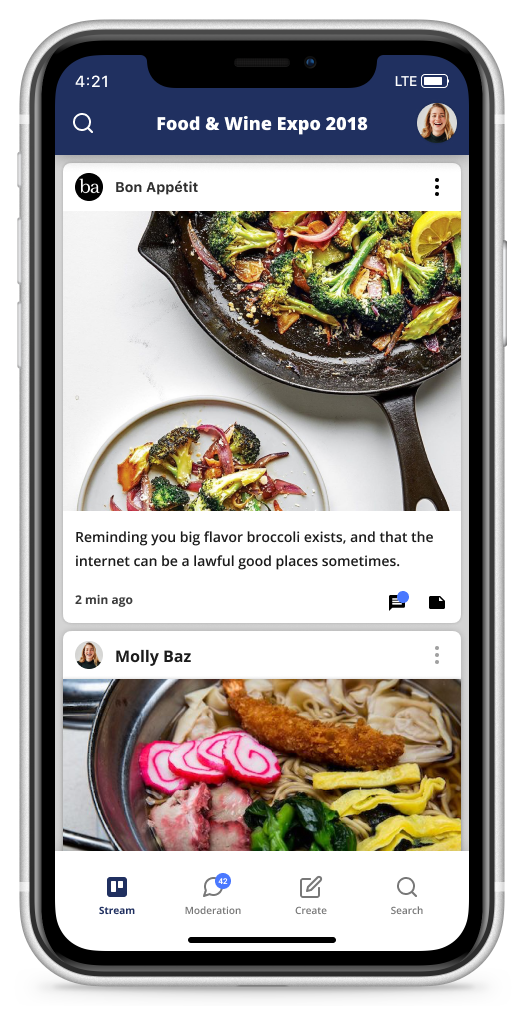 4:21
LTE
Food & Wine Expo 2018
ba
Bon Appétit
Reminding you big flavor broccoli exists, and that the
internet can be a lawful good places sometimes.
2 min ago
Molly Baz
42
Stream
Moderation
Create
Search